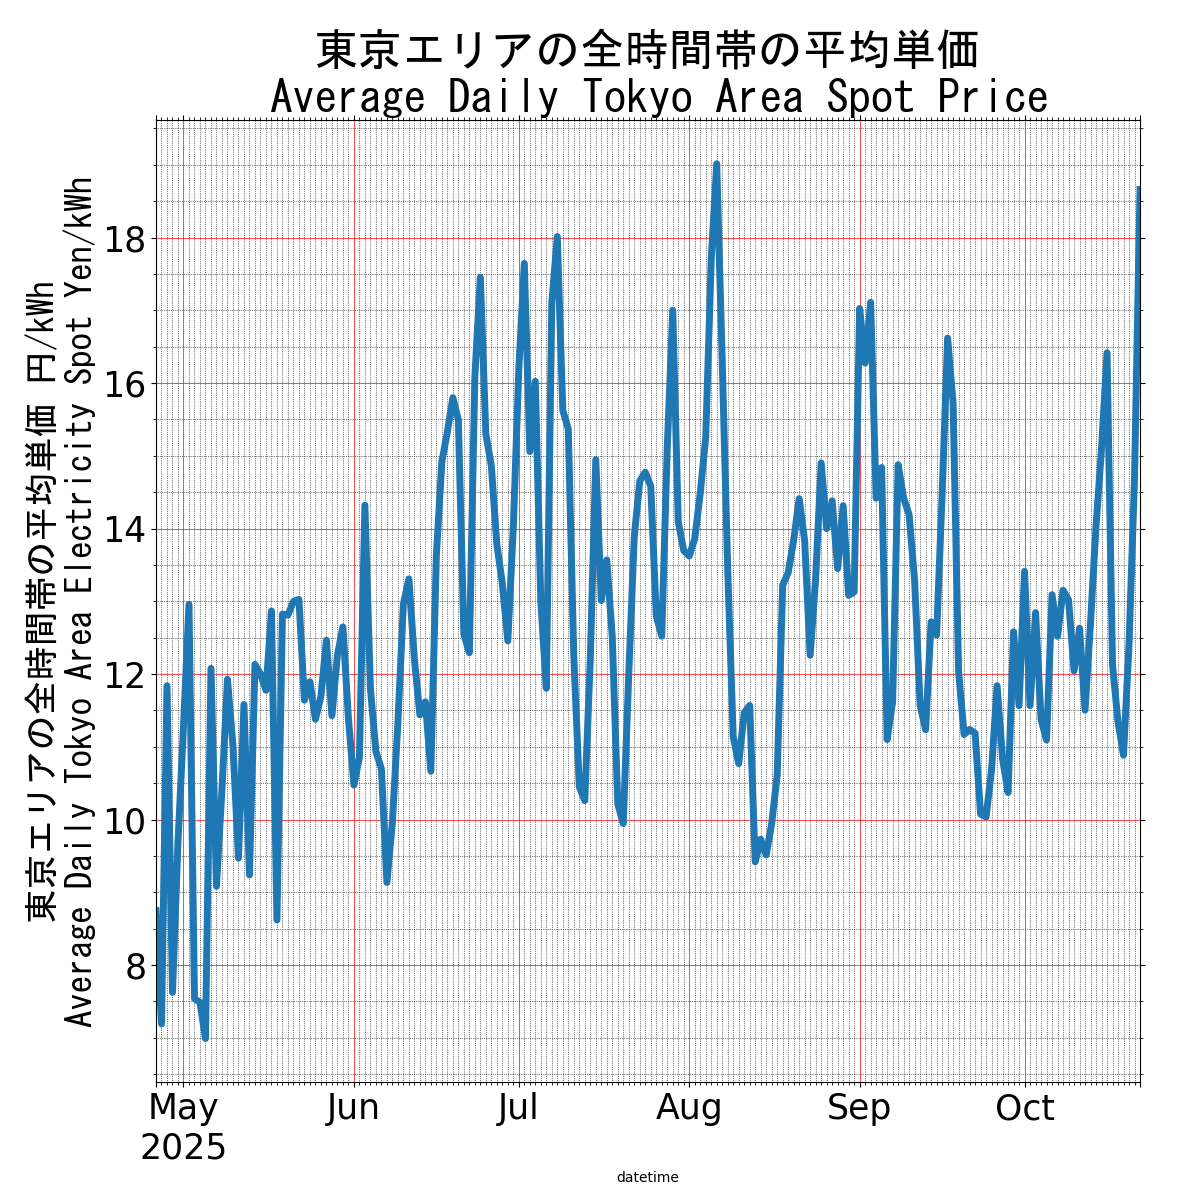 東京エリアの全時間帯の平均単価
Average Daily Tokyo Area Spot Price
東京エリアの全時間帯の平均単価 円/kWh
Average Daily Tokyo Area Electricity Spot Yen/kWh
18
16
14
12
10
8
May
2025
Jun
Jul
Aug
Sep
Oct
datetime